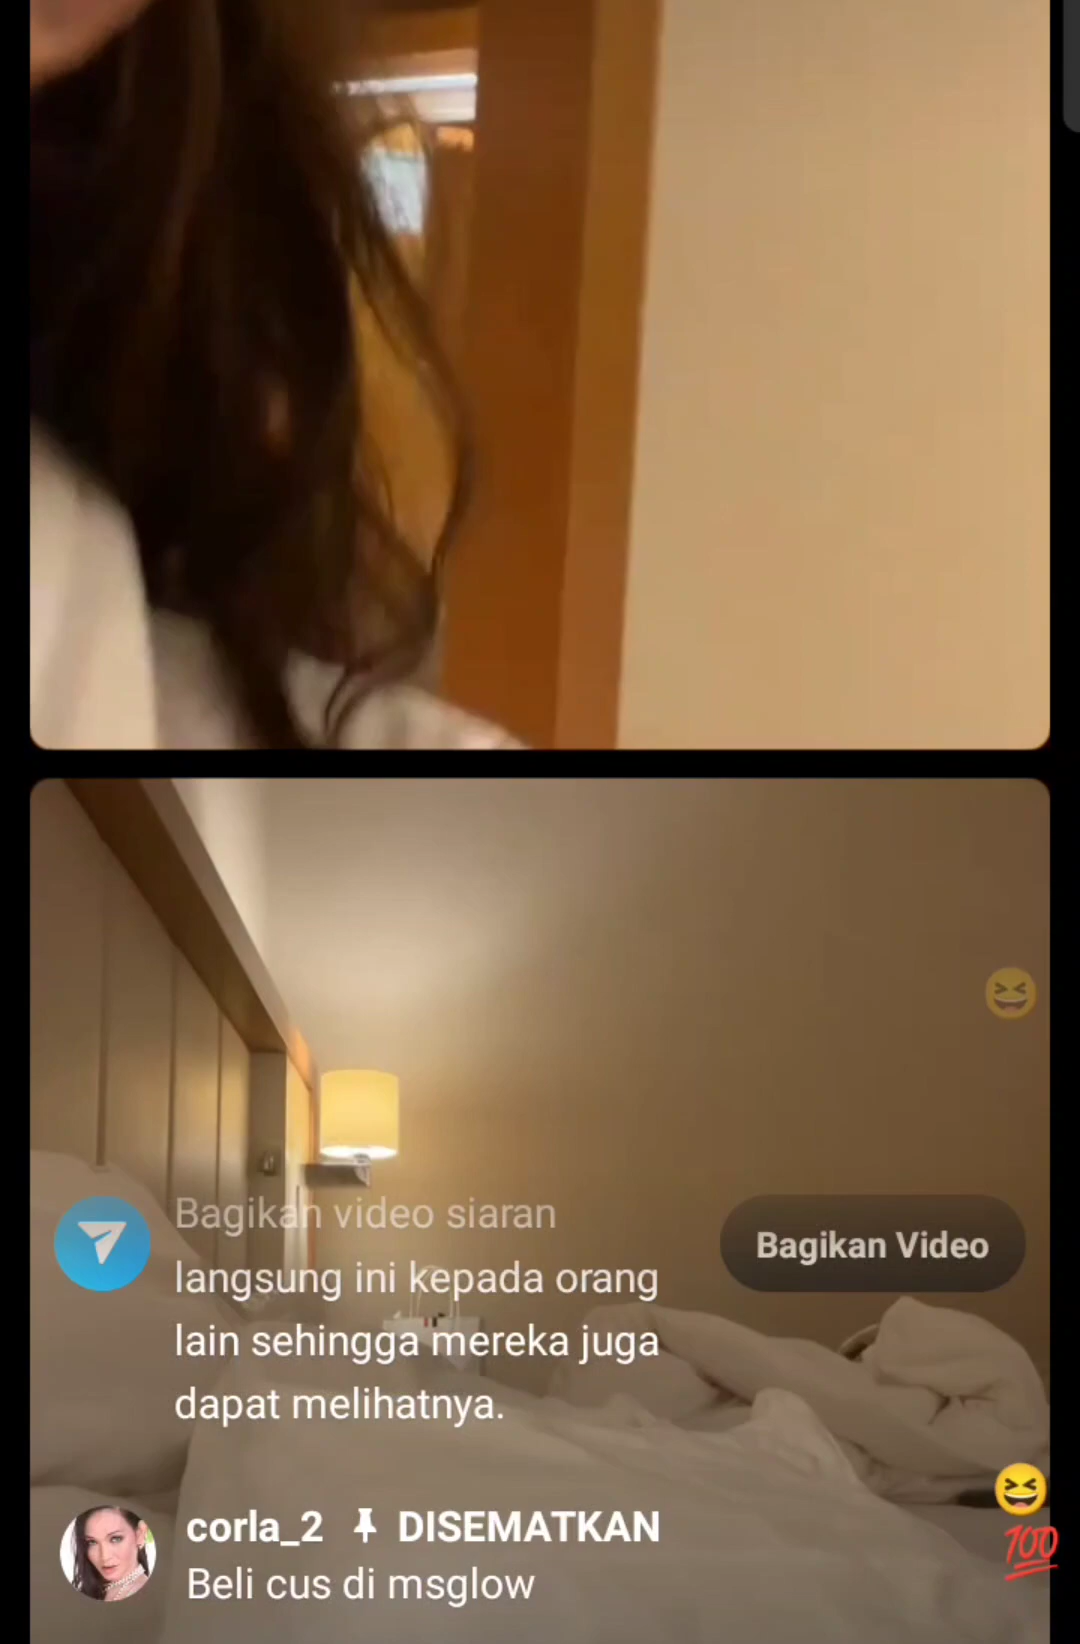 Bagikan video siaran
langsung ini kepada orang
lain sehingga mereka juga
dapat melihatnya.
Bagikan Video
corla_2 DISEMATKAN
Beli cus di msglow